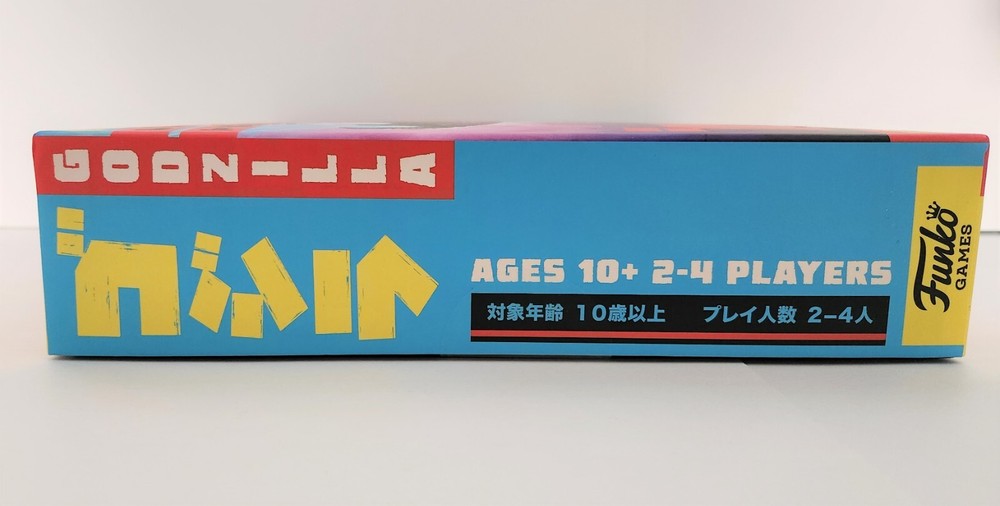 GODZILLA
ゴジラ
AGES 10+ 2-4 PLAYERS
対象年齢 10歳以上 プレイ人数 2–4人
Funko
GAMES